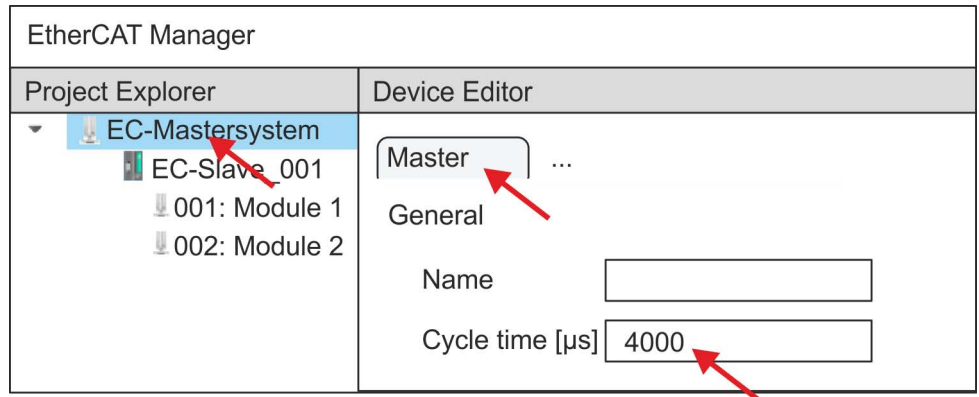 EtherCAT Manager
Project Explorer
Device Editor
EC-Mastersystem
EC-Slave_001
001: Module 1
002: Module 2
Master
...
General
Name
Cycle time [µs]
4000